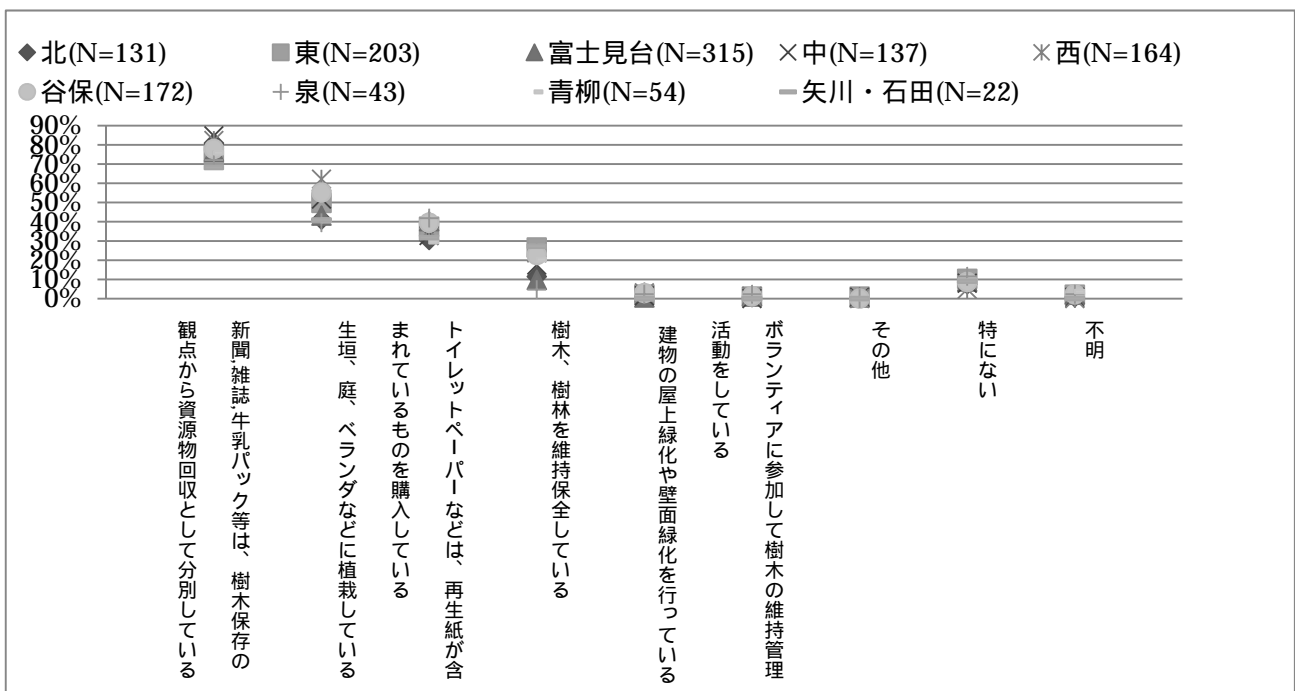 北(N=131) 東(N=203) 富士見台(N=315) 中(N=137) 西(N=164)
谷保(N=172) 泉(N=43) 青柳(N=54) 矢川・石田(N=22)
90%
80%
70%
60%
50%
40%
30%
20%
10%
0%
新聞,雑誌,牛乳パック等は、樹木保存の
観点から資源物回収として分別している
生垣、庭、ベランダなどに植栽している
トイレットペーパーなどは、再生紙が含
まれているものを購入している
樹木、樹林を維持保全している
建物の屋上緑化や壁面緑化を行っている
ボランティアに参加して樹木の維持管理
活動をしている
その他
特にない
不明